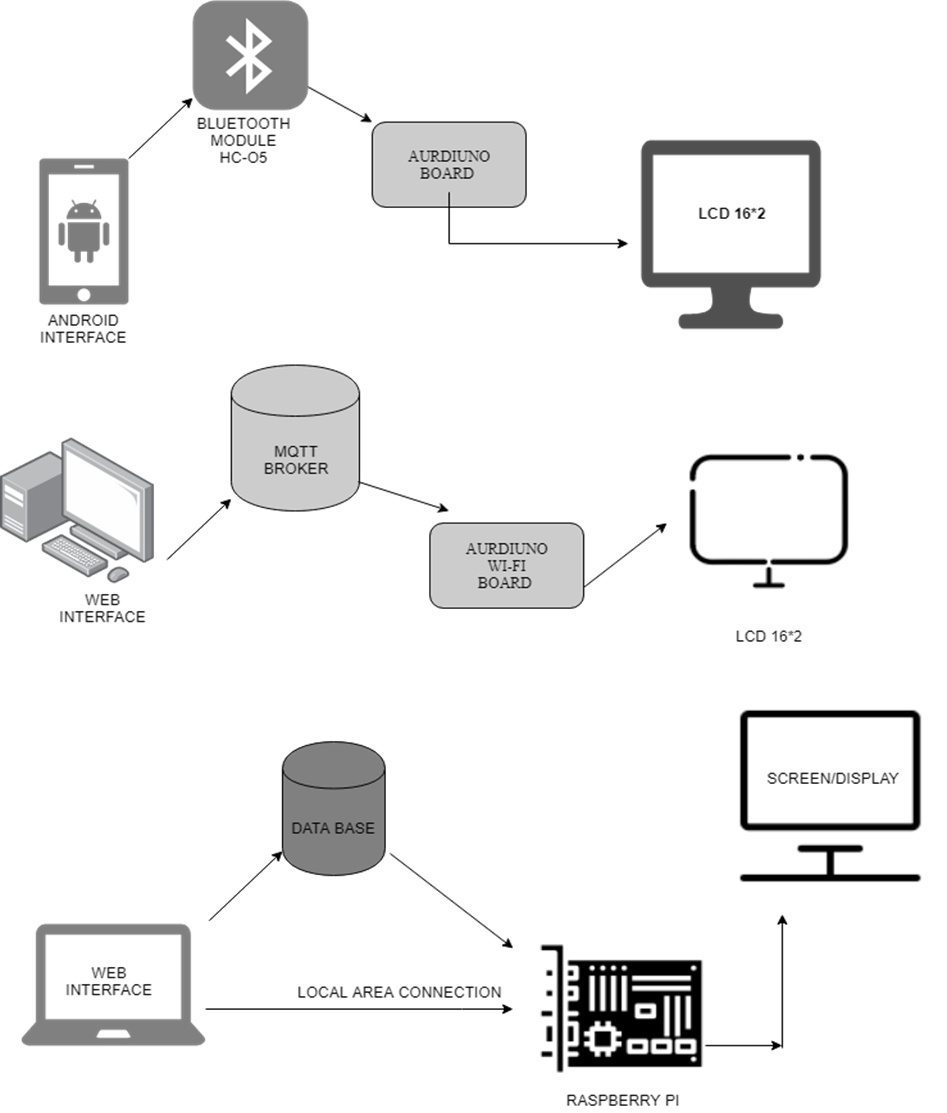 BLUETOOTH
MODULE
HC-O5
AURDIUNO
BOARD
LCD 16*2
ANDROID
INTERFACE
MQTT
BROKER
AURDIUNO
WI-FI
BOARD
WEB
INTERFACE
LCD 16*2
SCREEN/DISPLAY
DATA BASE
WEB
INTERFACE
LOCAL AREA CONNECTION
RASPBERRY PI